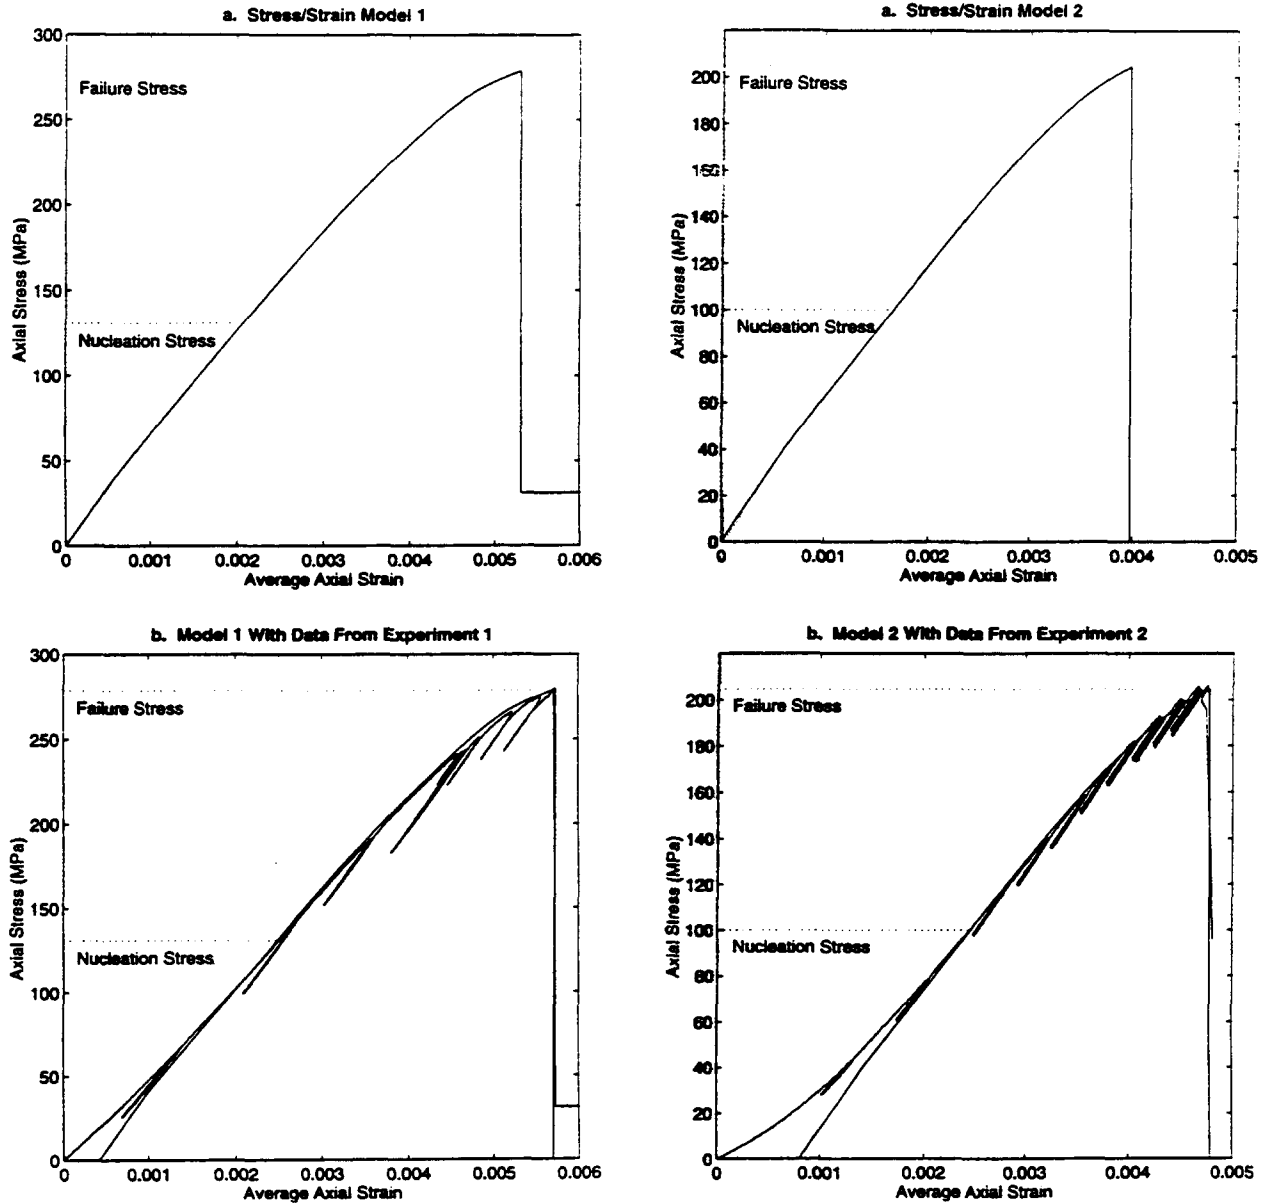 a. Stress/Strain Model 1
300
250
200
150
100
50
0
Failure Stress
Nucleation Stress
Axial Stress (MPa)
0 0.001 0.002 0.003 0.004 0.005 0.006
Average Axial Strain
a. Stress/Strain Model 2
200
180
160
140
120
100
80
60
40
20
0
Failure Stress
Nucleation Stress
Axial Stress (MPa)
0 0.001 0.002 0.003 0.004 0.005
Average Axial Strain
b. Model 1 With Data From Experiment 1
300
250
200
150
100
50
0
Failure Stress
Nucleation Stress
Axial Stress (MPa)
0 0.001 0.002 0.003 0.004 0.005 0.006
Average Axial Strain
b. Model 2 With Data From Experiment 2
200
180
160
140
120
100
80
60
40
20
0
Failure Stress
Nucleation Stress
Axial Stress (MPa)
0 0.001 0.002 0.003 0.004 0.005
Average Axial Strain